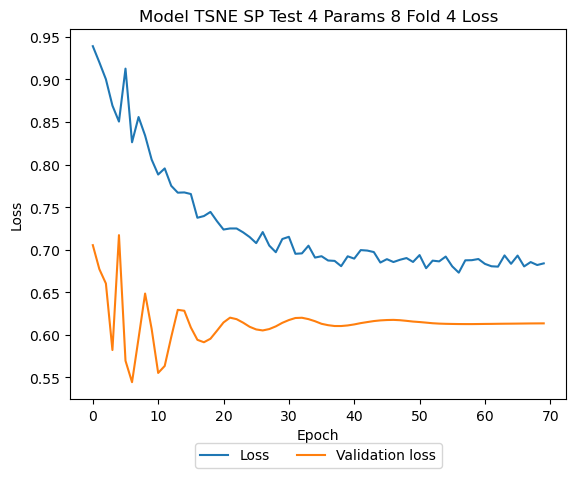 Model TSNE SP Test 4 Params 8 Fold 4 Loss
0.95
0.90
0.85
0.80
0.75
0.70
0.65
0.60
0.55
Loss
0 10 20 30 40 50 60 70
Epoch
Loss Validation loss